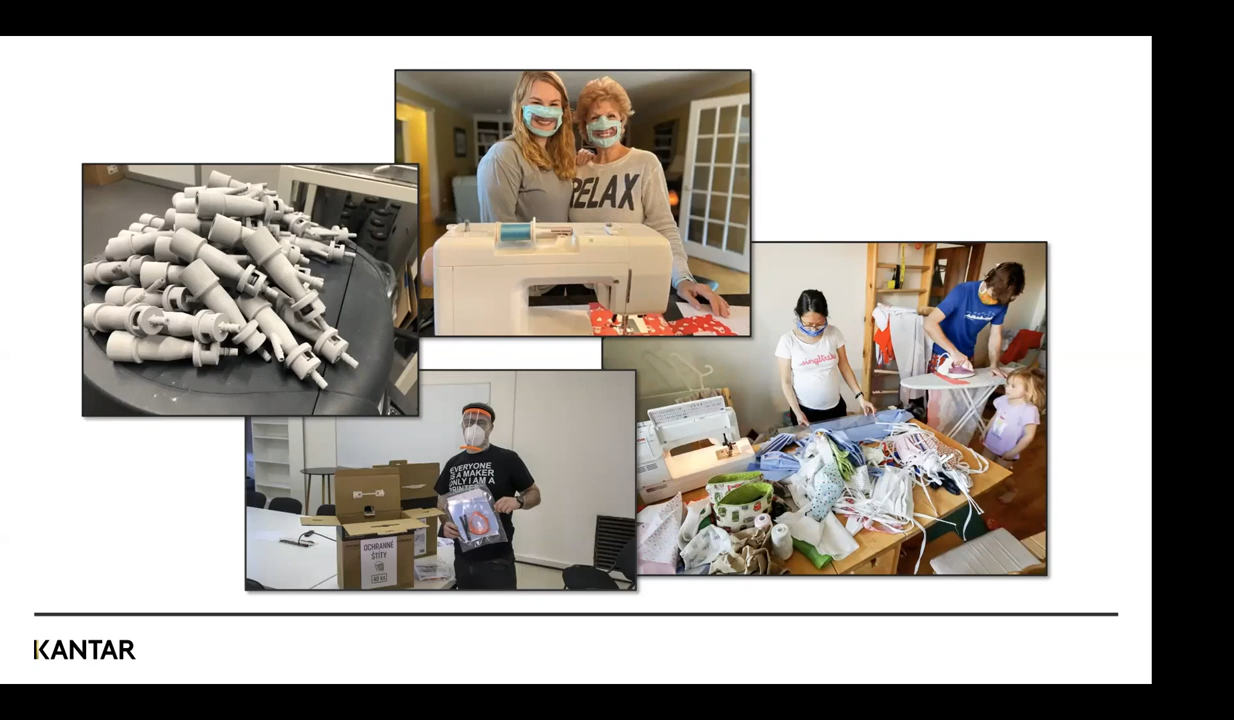 RELAX
EVERYONE
IS A MAKER
ONLY I AM A
OCHRANNÉ
ŠTÍTY
KANTAR